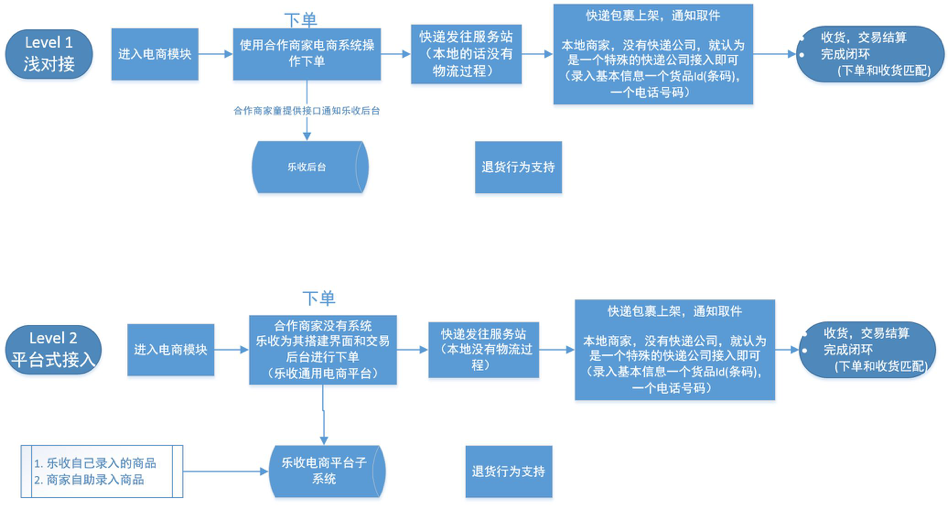 下单
Level 1
浅对接
进入电商模块
使用合作商家电商系统操
作下单
快递发往服务站
（本地的话没有
物流过程）
快递包裹上架，通知取件
本地商家，没有快递公司，就认为
是一个特殊的快递公司接入即可
（录入基本信息一个货品Id(条码)，
一个电话号码）
收货，交易结算
完成闭环
(下单和收货匹配)
合作商家童提供接口通知乐收后台
乐收后台
退货行为支持
下单
Level 2
平台式接入
进入电商模块
合作商家没有系统
乐收为其搭建界面和交易
后台进行下单
（乐收通用电商平台）
快递发往服务站
（本地没有物流过
程）
快递包裹上架，通知取件
本地商家，没有快递公司，就认为
是一个特殊的快递公司接入即可
（录入基本信息一个货品Id(条码)，
一个电话号码）
收货，交易结算
完成闭环
(下单和收货匹配)
1. 乐收自己录入的商品
2. 商家自助录入商品
乐收电商平台子
系统
退货行为支持